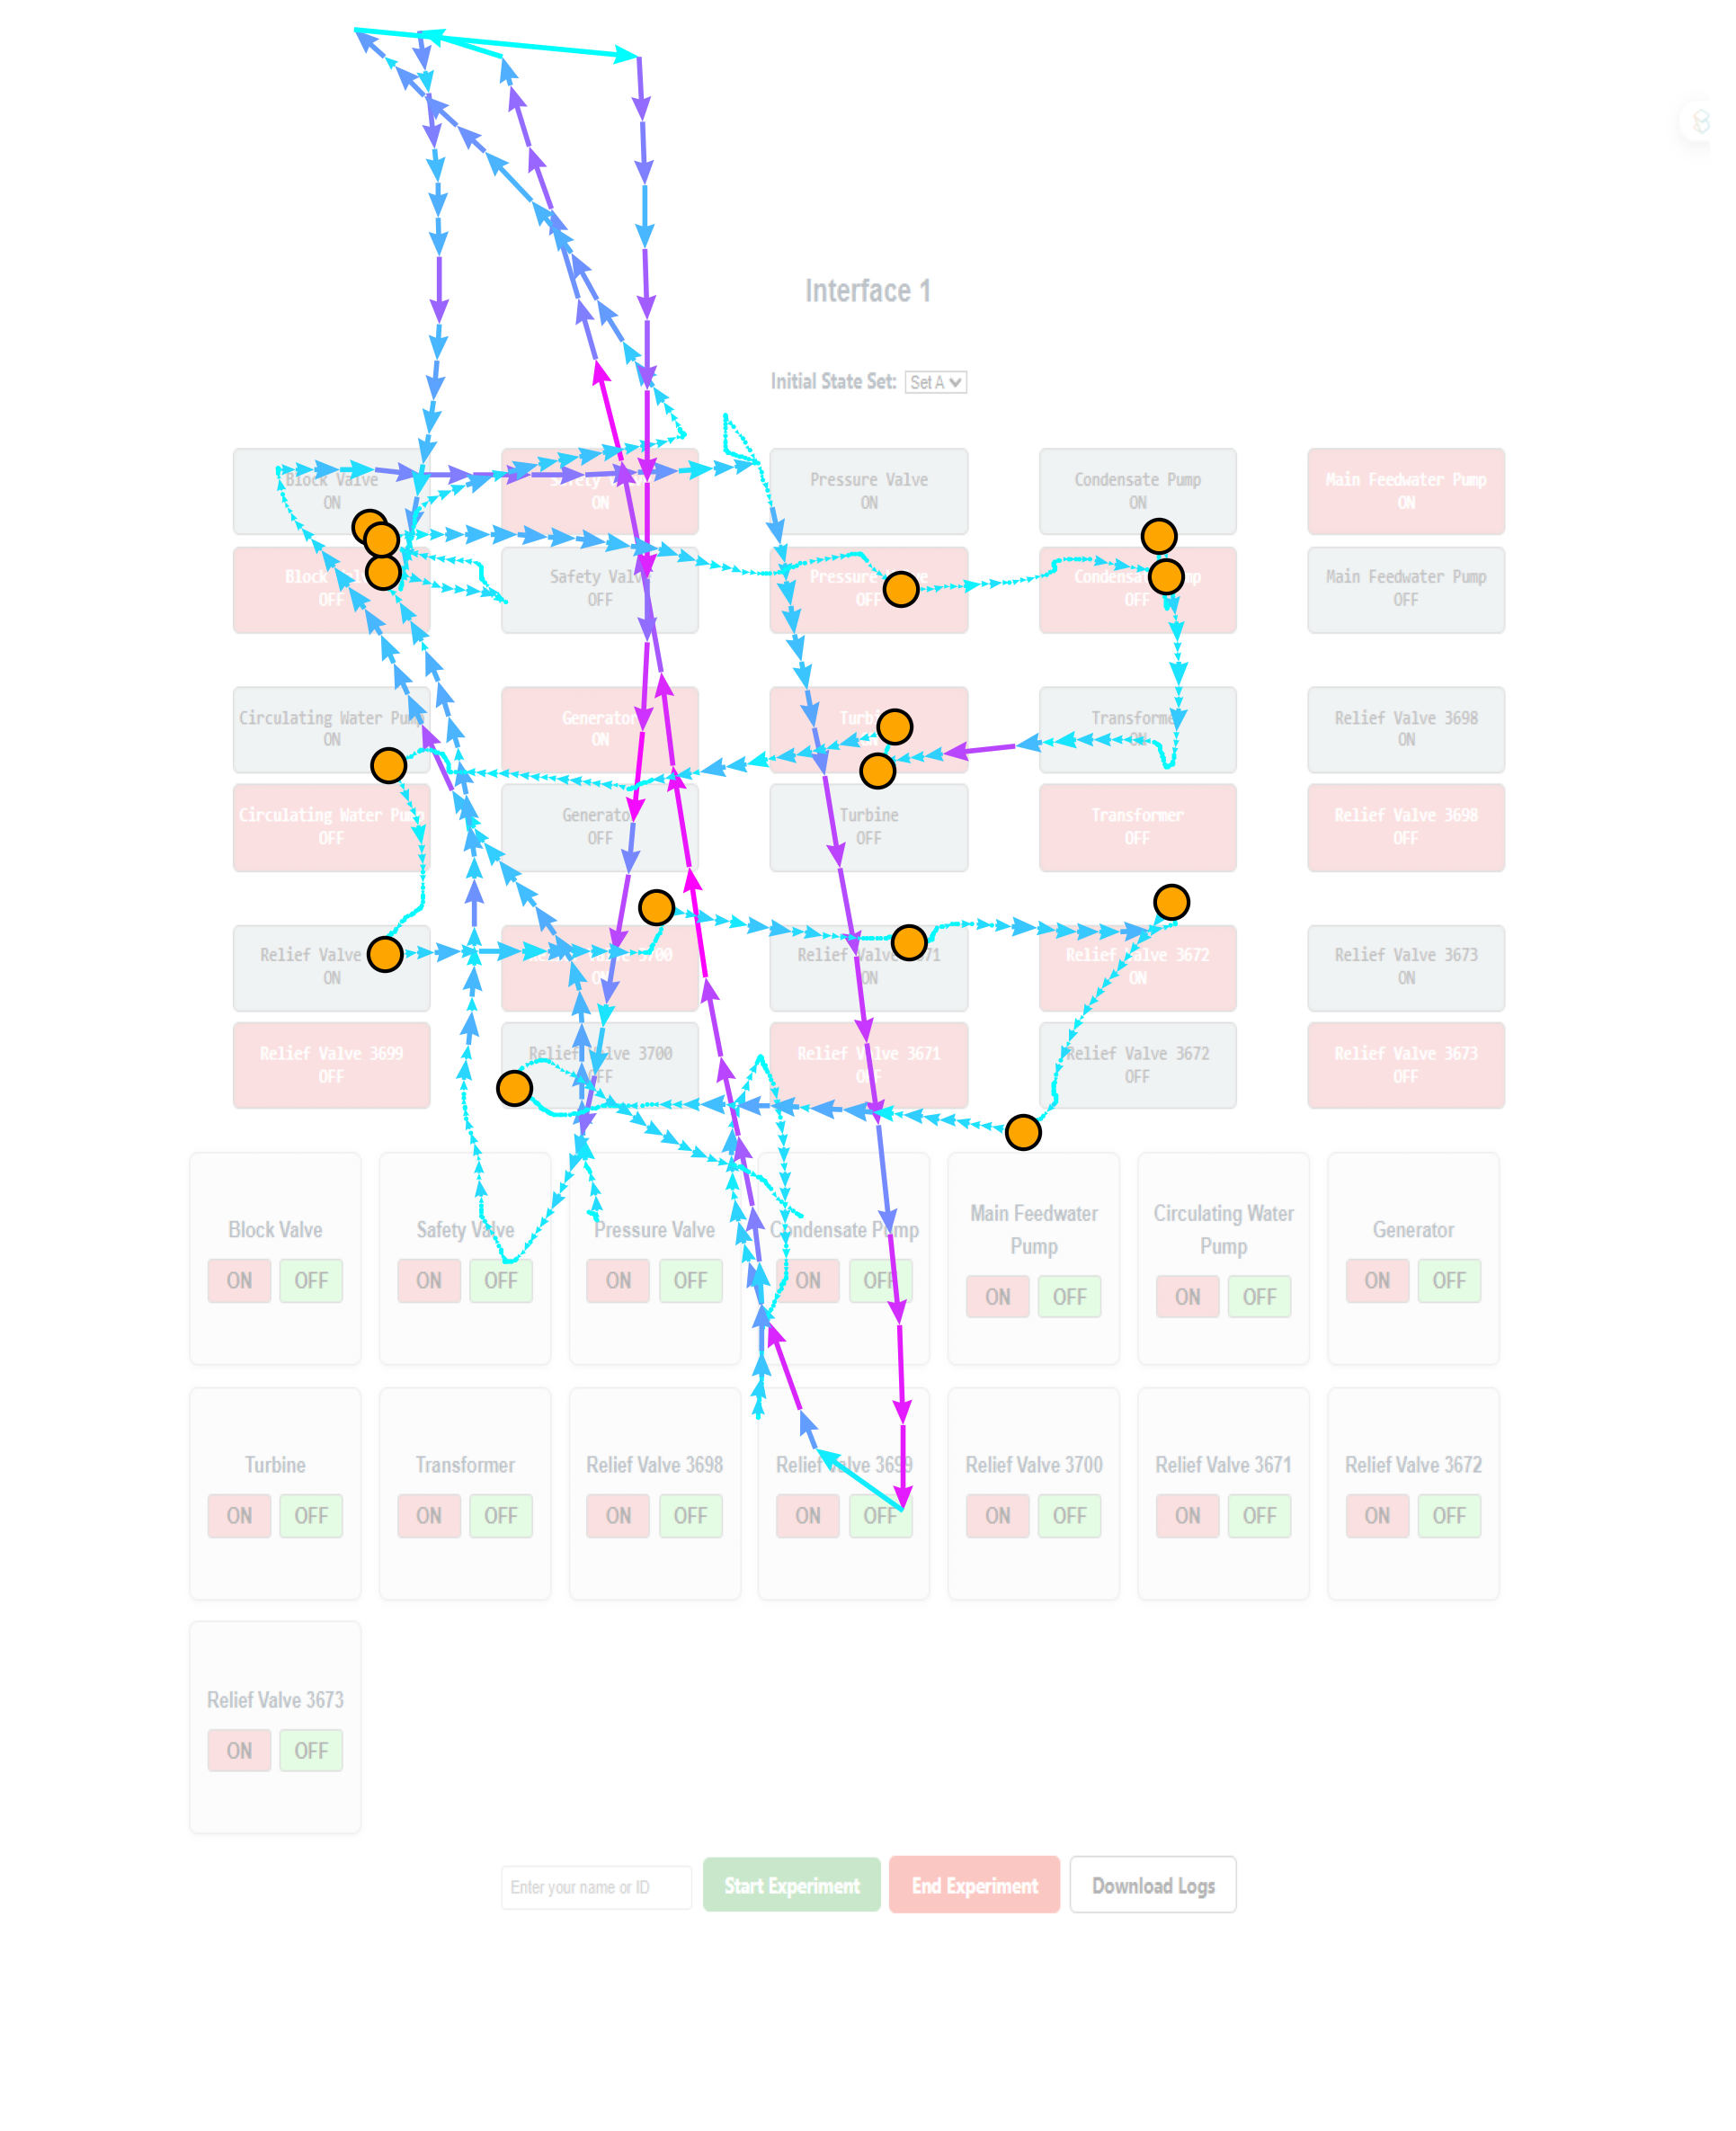 Interface 1
Initial State Set: Set A
Block Valve
ON
ON
Pressure Valve
ON
Condensate Pump
ON
Main Feedwater Pump
ON
Block
OFF
Safety Valve
OFF
Pressure
OFF
Condensate
OFF
Main Feedwater Pump
OFF
Circulating Water Pump
ON
Generator
ON
Turbine
Transformer
ON
Relief Valve 3698
ON
Circulating Water Pump
OFF
Generator
OFF
Turbine
OFF
Transformer
OFF
Relief Valve 3698
OFF
Relief Valve
ON
3700
ON
Relief Valve 3671
ON
Relief Valve 3672
ON
Relief Valve 3673
ON
Relief Valve 3699
OFF
Relief Valve 3700
OFF
Relief Valve 3671
OFF
Relief Valve 3672
OFF
Relief Valve 3673
OFF
Block Valve
ON OFF
Safety Valve
ON OFF
Pressure Valve
ON OFF
Condensate Pump
ON OFF
Main Feedwater
Pump
ON OFF
Circulating Water
Pump
ON OFF
Generator
ON OFF
Turbine
ON OFF
Transformer
ON OFF
Relief Valve 3698
ON OFF
Relief Valve 3699
ON OFF
Relief Valve 3700
ON OFF
Relief Valve 3671
ON OFF
Relief Valve 3672
ON OFF
Relief Valve 3673
ON OFF
Enter your name or ID Start Experiment End Experiment Download Logs